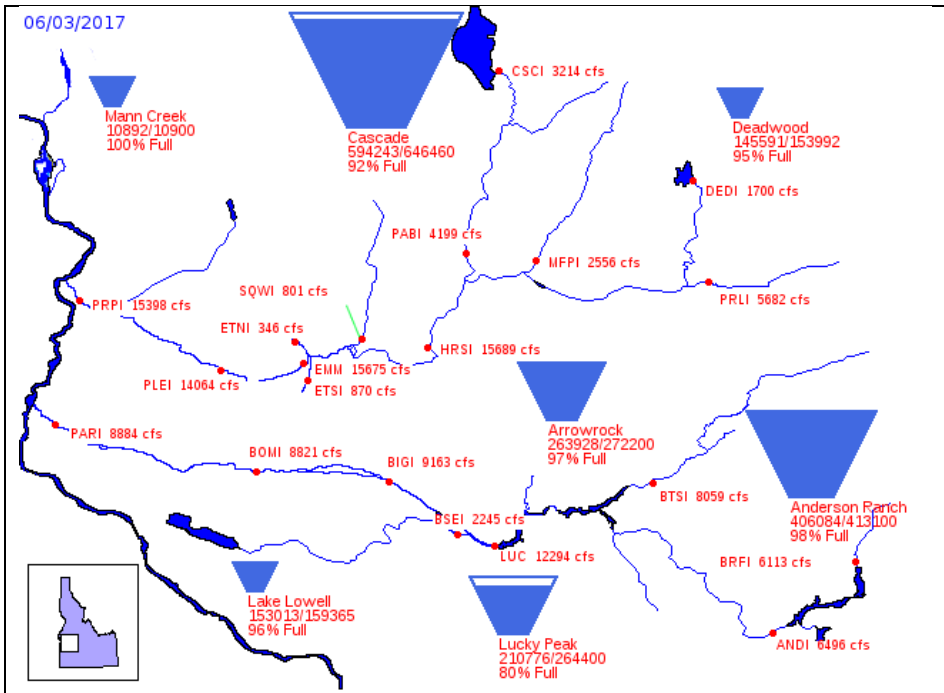 06/03/2017
CSCI 3214 cfs
Mann Creek
10892/10900
100% Full
Cascade
594243/646460
92% Full
Deadwood
145591/153992
95% Full
DEDI 1700 cfs
PABI 4199 cfs
MFPI 2556 cfs
SQWI 801 cfs
PRPI 15398 cfs
PRLI 5682 cfs
ETNI 346 cfs
HRSI 15689 cfs
EMM 15675 cfs
PLEI 14064 cfs
ETSI 870 cfs
Arrowrock
263928/272200
97% Full
PARI 8884 cfs
BOMI 8821 cfs
BIGI 9163 cfs
BTSI 8059 cfs
Anderson Ranch
406084/413100
98% Full
BSEI 2245 cfs
LUC 12294 cfs
BRFI 6113 cfs
Lake Lowell
153013/159365
96% Full
Lucky Peak
210776/264400
80% Full
ANDI 6496 cfs